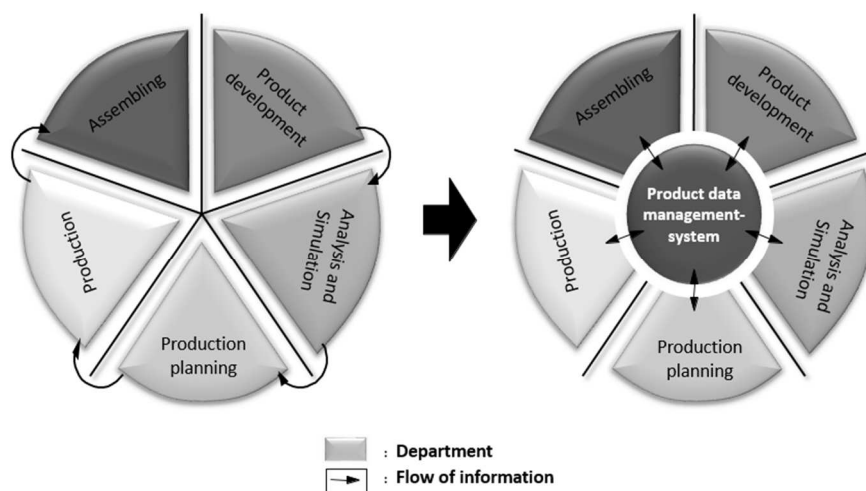 Assembling
Product
development
Analysis and
Simulation
Production
planning
Production
Assembling
Product
development
Product data
management-
system
Analysis and
Simulation
Production
planning
Production
: Department
: Flow of information